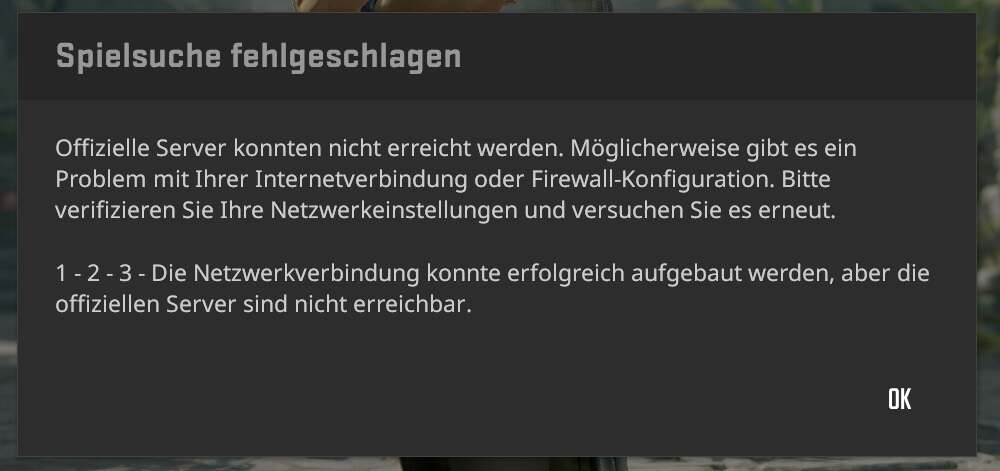 Spielsuche fehlgeschlagen
Offizielle Server konnten nicht erreicht werden. Möglicherweise gibt es ein
Problem mit Ihrer Internetverbindung oder Firewall-Konfiguration. Bitte
verifizieren Sie Ihre Netzwerkeinstellungen und versuchen Sie es erneut.
1 - 2 - 3 - Die Netzwerkverbindung konnte erfolgreich aufgebaut werden, aber die
offiziellen Server sind nicht erreichbar.
OK